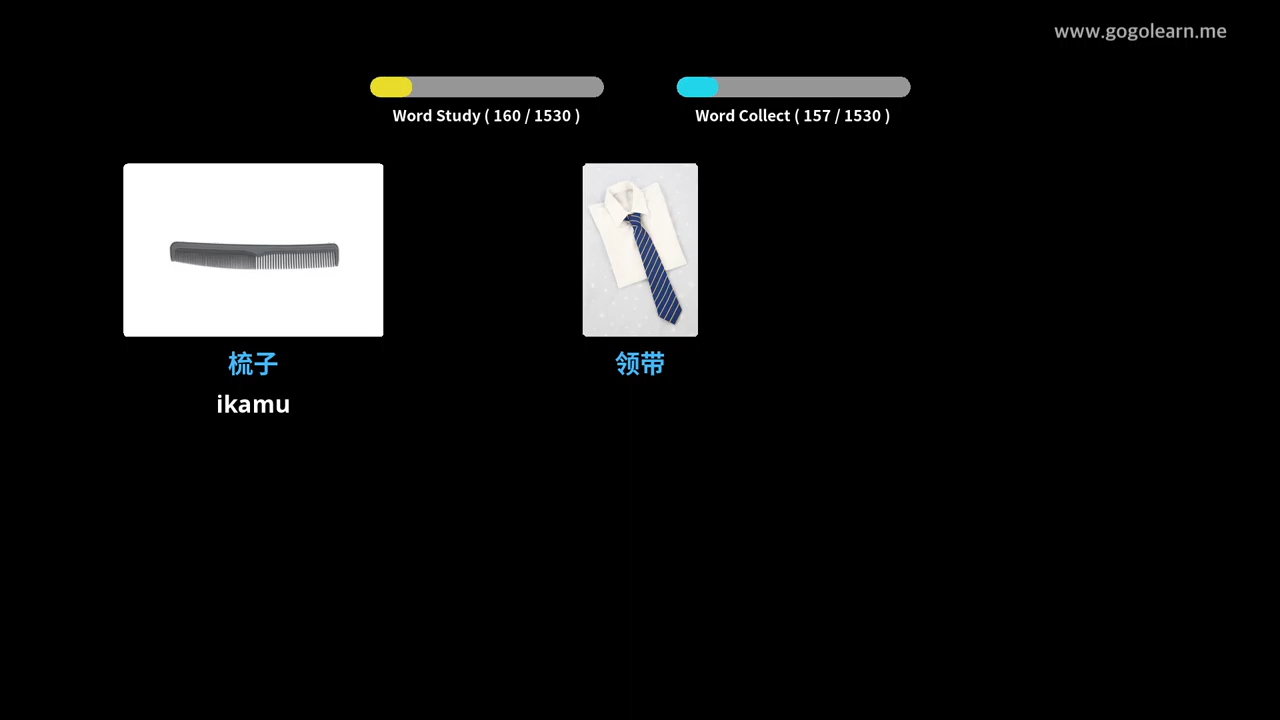 www.gogolearn.me
Word Study ( 160 / 1530 )
Word Collect ( 157 / 1530 )
梳子
领带
ikamu